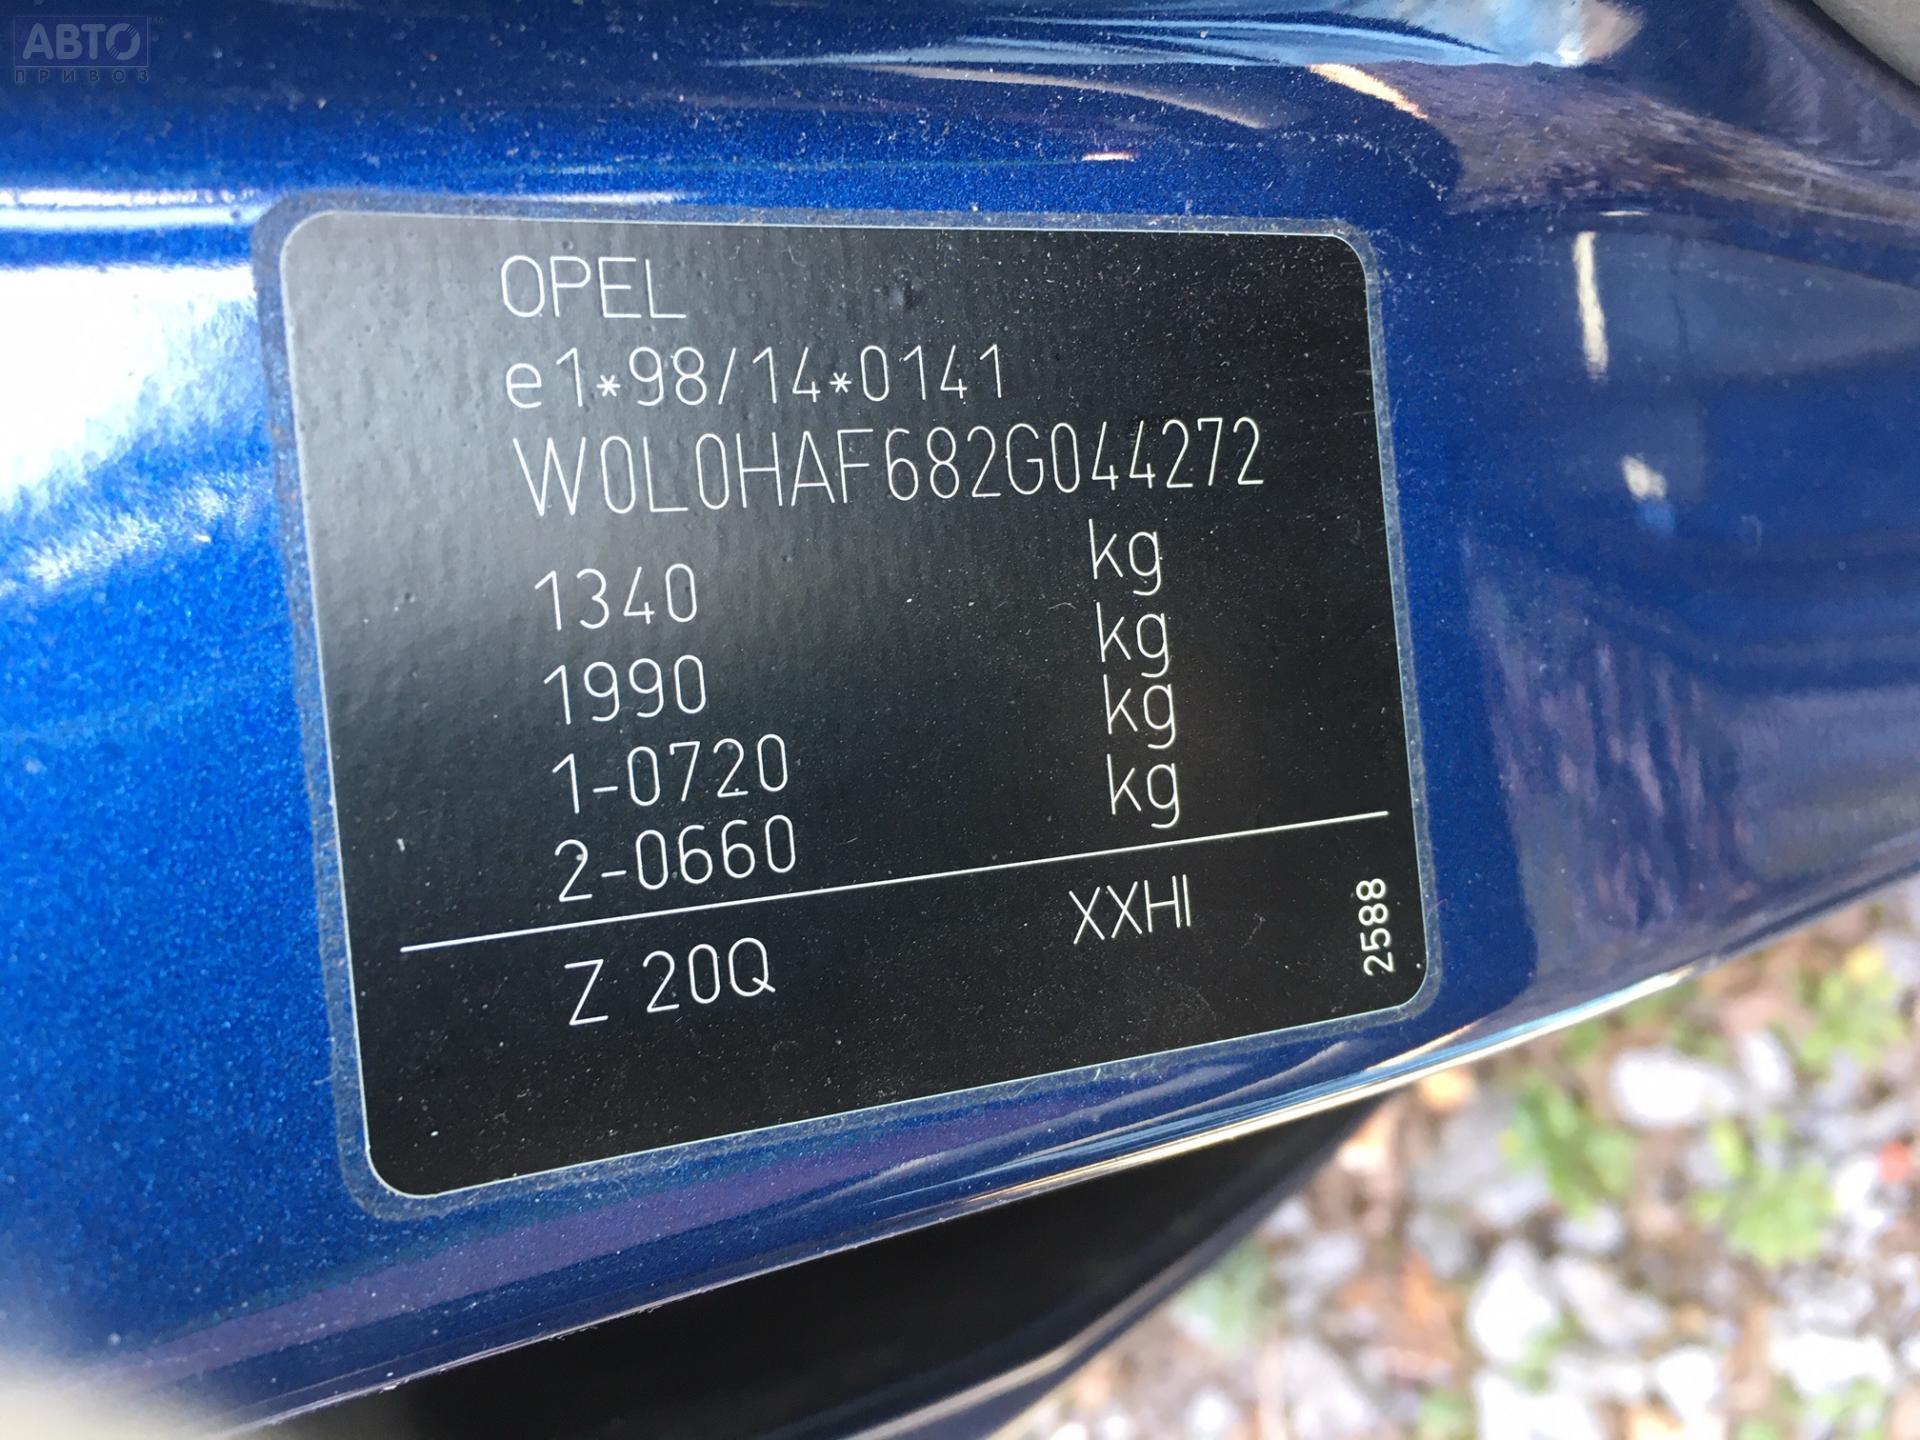 АВТО
ПРИВОЗ
OPEL
e1*98/14*0141
W0L0HAF682G044272
1340 kg
1990 kg
1-0720 kg
2-0660 kg
Z 20Q XXHI
2588